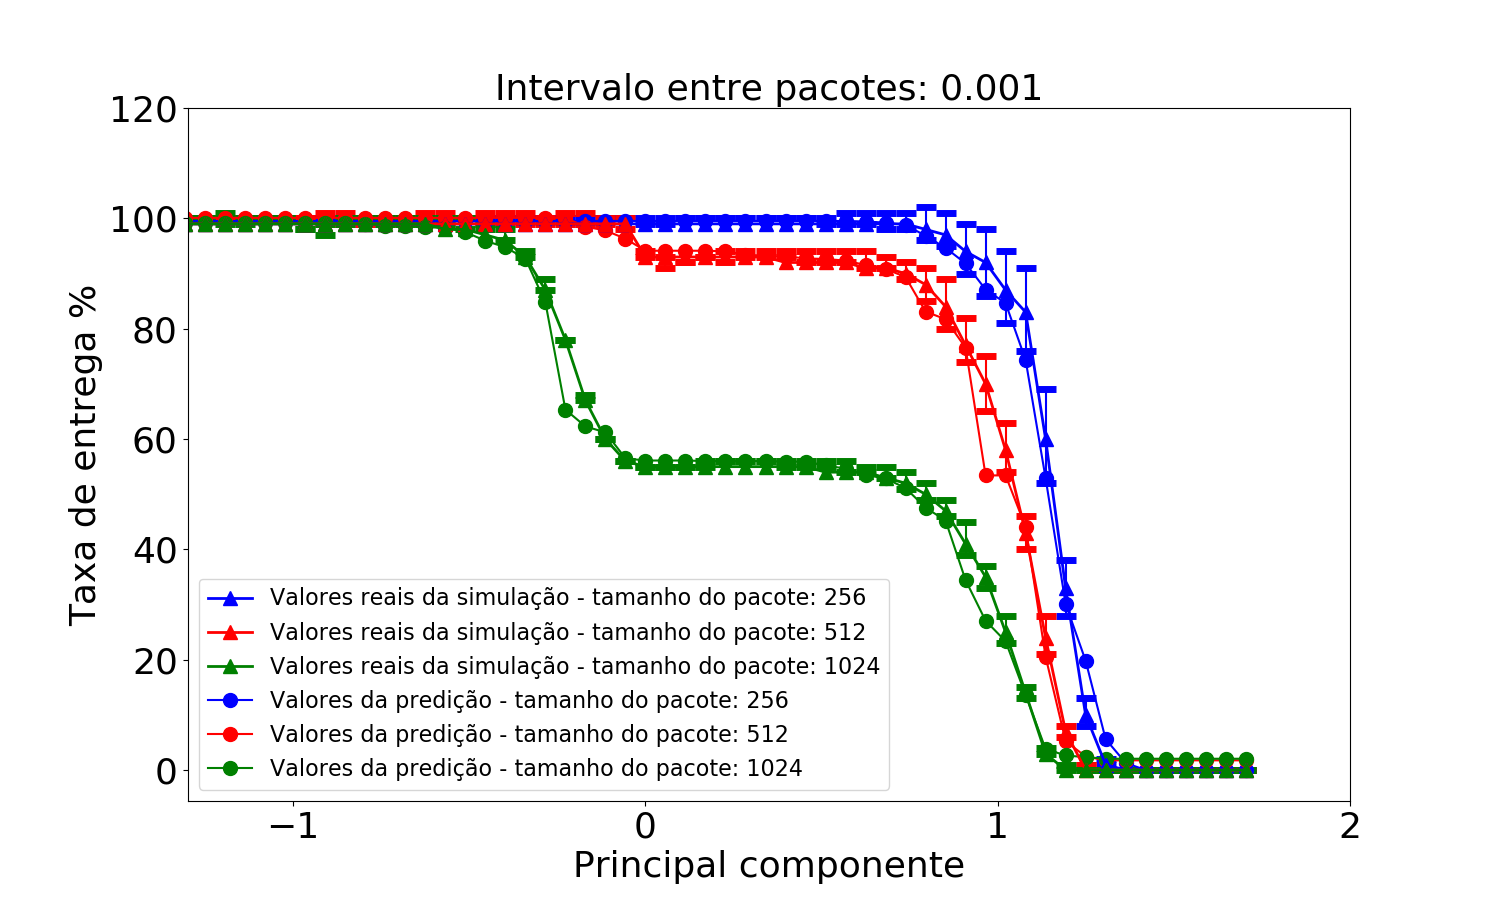 Intervalo entre pacotes: 0.001
120
100
80
60
40
20
0
Taxa de entrega %
Valores reais da simulação - tamanho do pacote: 256
Valores reais da simulação - tamanho do pacote: 512
Valores reais da simulação - tamanho do pacote: 1024
Valores da predição - tamanho do pacote: 256
Valores da predição - tamanho do pacote: 512
Valores da predição - tamanho do pacote: 1024
−1 0 1 2
Principal componente